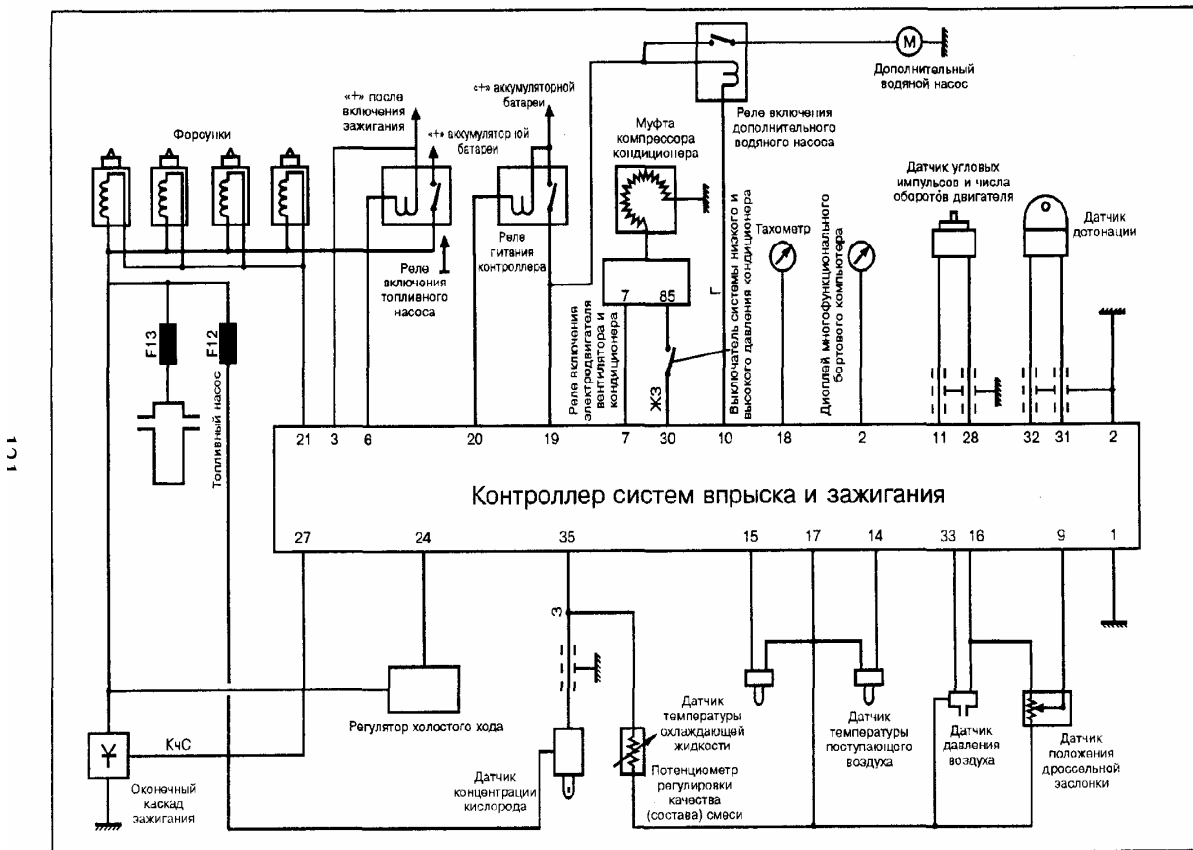 M
Дополнительный
водяной насос
Реле включения
дополнительного
водяного насоса
«+» после
включения
зажигания
«+» аккумуляторной
батареи
«+» аккумуляторной
батареи
Форсунки
Муфта
компрессора
кондиционера
Реле
включения
топливного
насоса
Реле
гитания
контроллера
Датчик угловых
импульсов и числа
оборотов двигателя
Датчик
дотонации
Тахометр
Выключатель системы низкого и
высокого давления кондиционера
Диоплей многофункционального
бортового компьютера
Реле включения
электродвигателя
вентилятора и
кондиционера
7 85
ЖЗ
Г
F13
F12
Топливный насос
21 3 6 20 19 7 30 10 18 2 11 28 32 31 2
Контроллер систем впрыска и зажигания
27 24 35 15 17 14 33 16 9 1
З
Регулятор холостого хода
КчС
Оконечный
каскад
зажигания
Датчик
концентрации
кислорода
Потенциометр
регулировки
качества
(состава) смеси
Датчик
температуры
охлаждающей
жидкости
Датчик
температуры
поступающего
воздуха
Датчик
давления
воздуха
Датчик
положения
дроссельной
заслонки